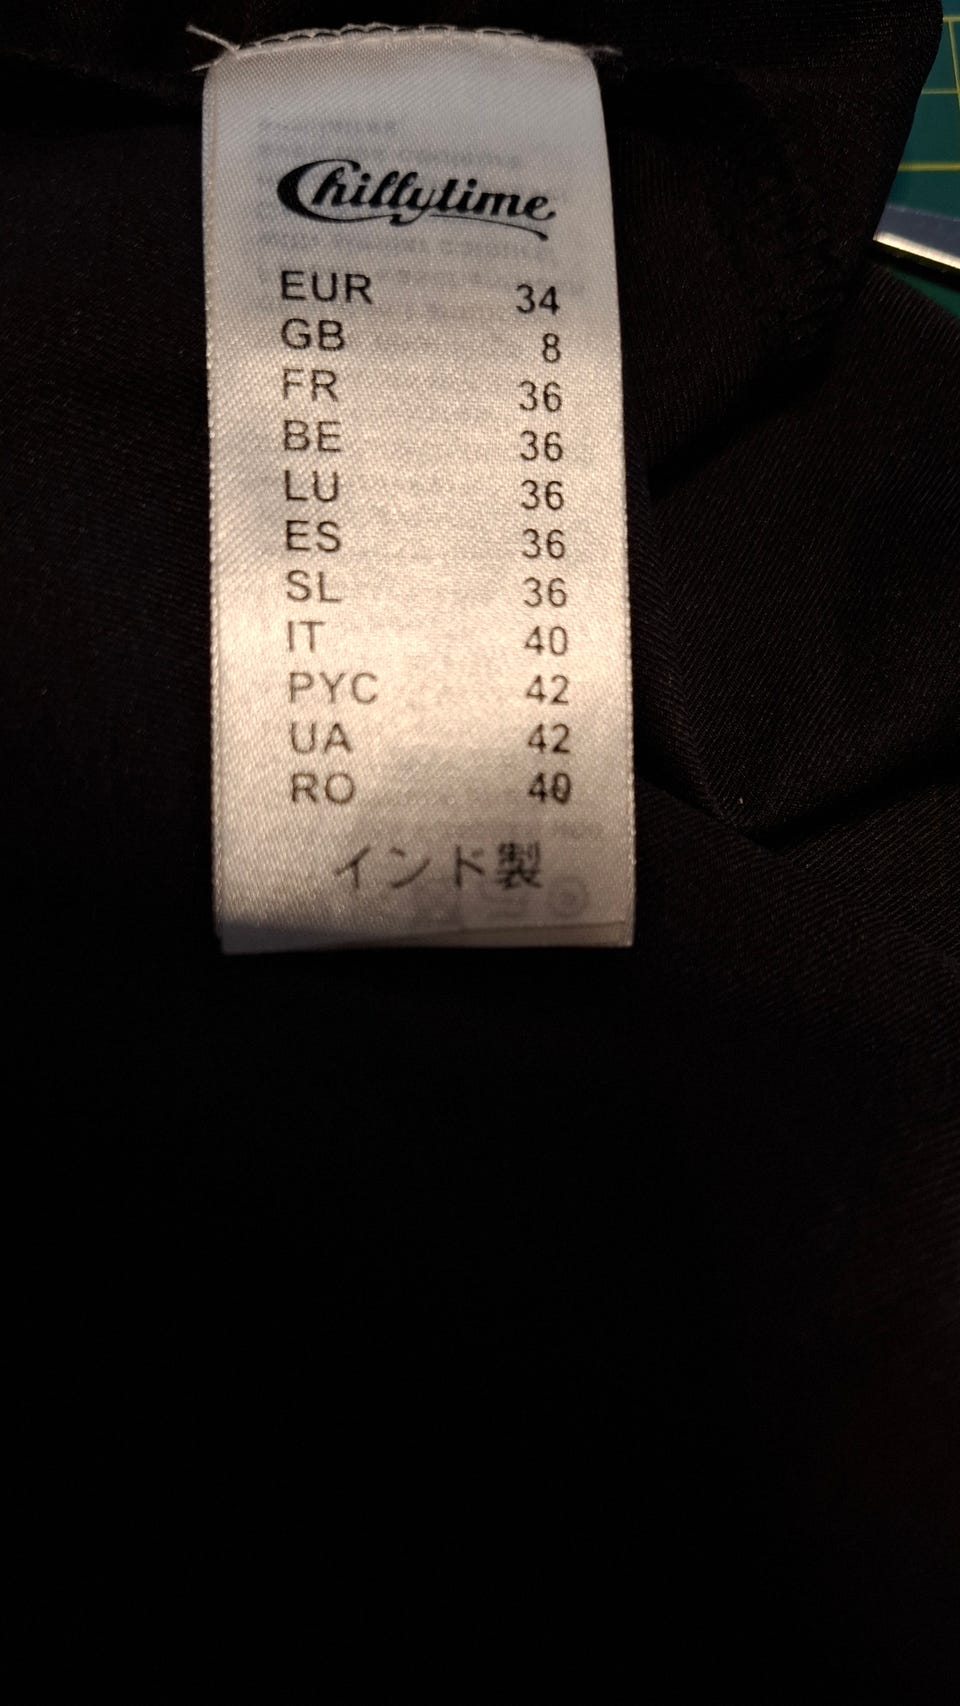 Chillytime
EUR 34
GB 8
FR 36
BE 36
LU 36
ES 36
SL 36
IT 40
PYC 42
UA 42
RO 40
インド製